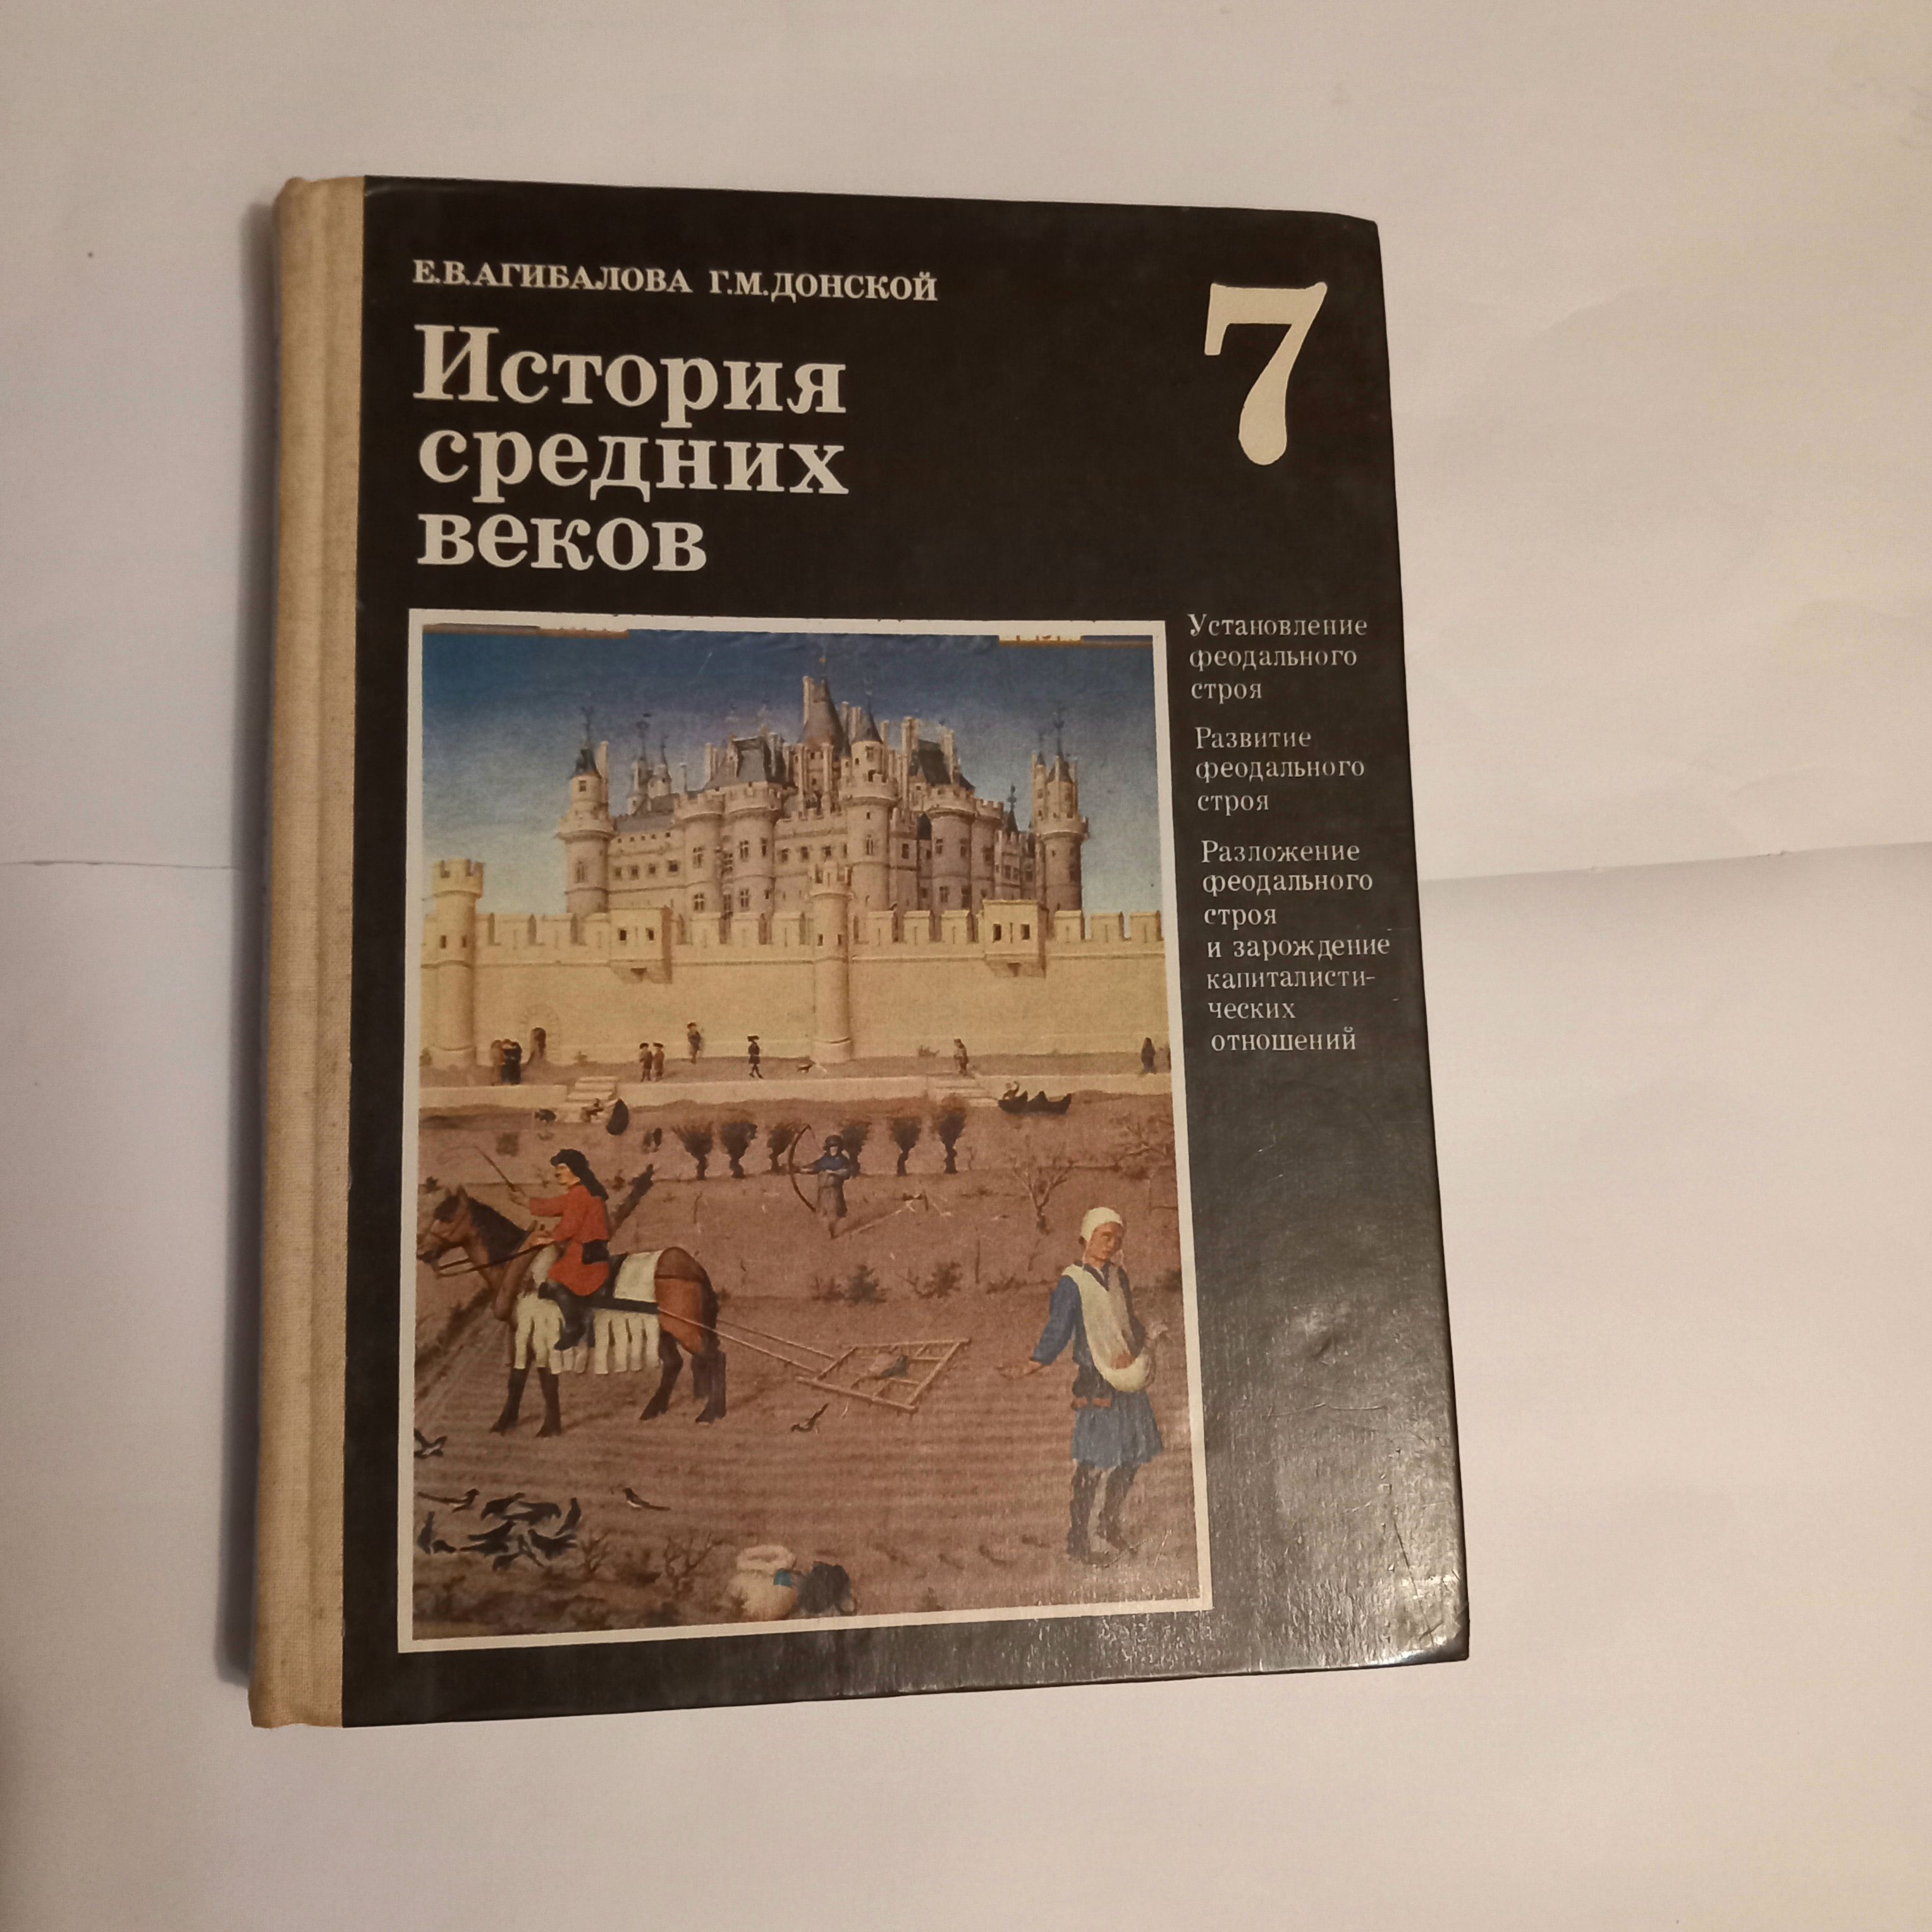 Е.В.АГИБАЛОВА Г.М.ДОНСКОЙ
История
средних
веков
7
Установление
феодального
строя
Развитие
феодального
строя
Разложение
феодального
строя
и зарождение
капиталисти-
ческих
отношений